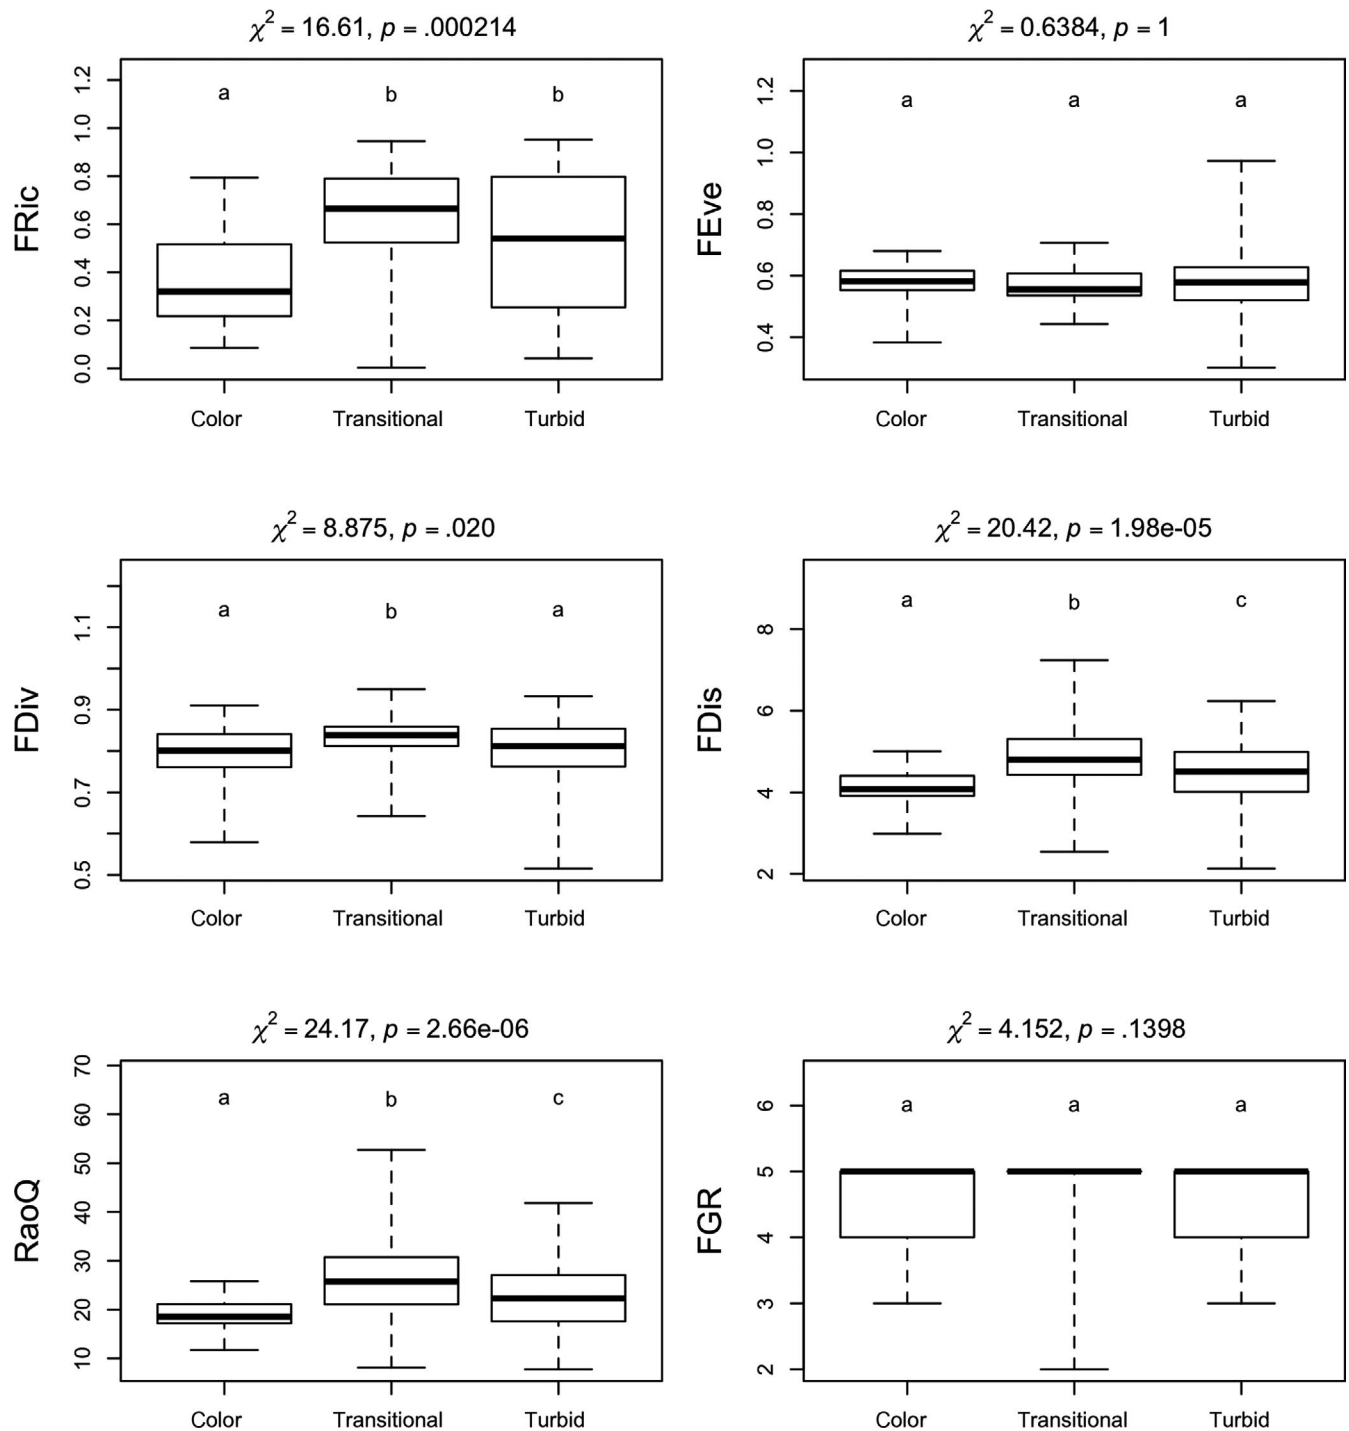 χ² = 16.61, p = .000214
FRic
1.2
1.0
0.8
0.6
0.4
0.2
0.0
a b b
Color Transitional Turbid
χ² = 0.6384, p = 1
FEve
1.2
1.0
0.8
0.6
0.4
a a a
Color Transitional Turbid
χ² = 8.875, p = .020
FDiv
1.1
0.9
0.7
0.5
a b a
Color Transitional Turbid
χ² = 20.42, p = 1.98e-05
FDis
8
6
4
2
a b c
Color Transitional Turbid
χ² = 24.17, p = 2.66e-06
RaoQ
70
60
50
40
30
20
10
a b c
Color Transitional Turbid
χ² = 4.152, p = .1398
FGR
6
5
4
3
2
a a a
Color Transitional Turbid